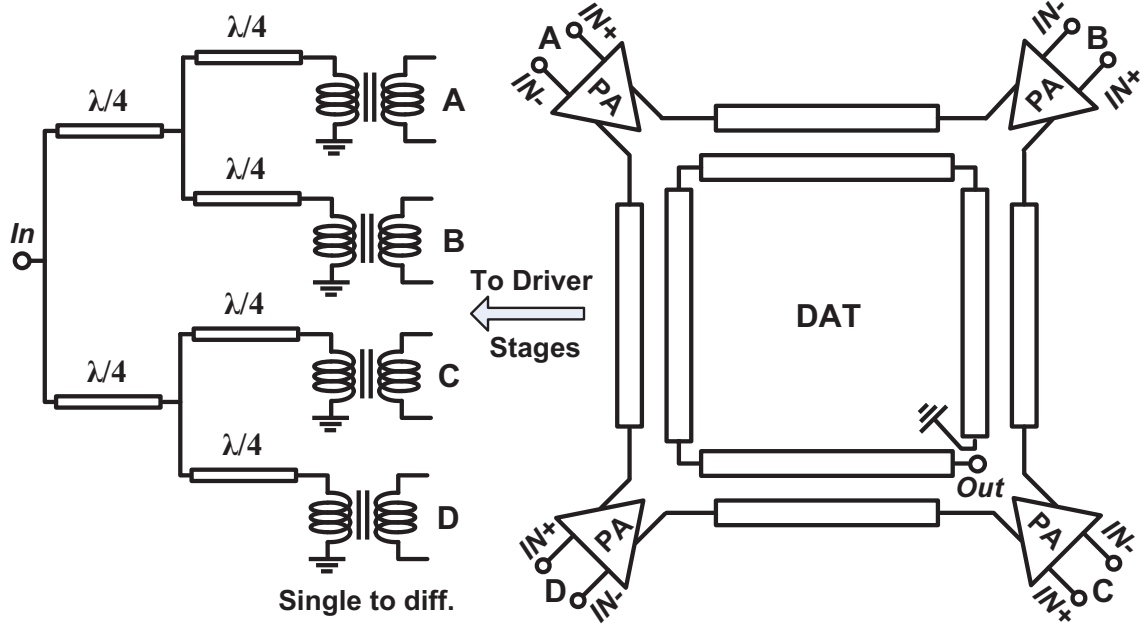 λ/4
λ/4
A
λ/4
B
In
λ/4
λ/4
C
λ/4
D
Single to diff.
To Driver
Stages
A
IN+
IN-
PA
IN-
B
IN+
PA
DAT
Out
IN+
D
IN-
PA
IN-
C
IN+
PA